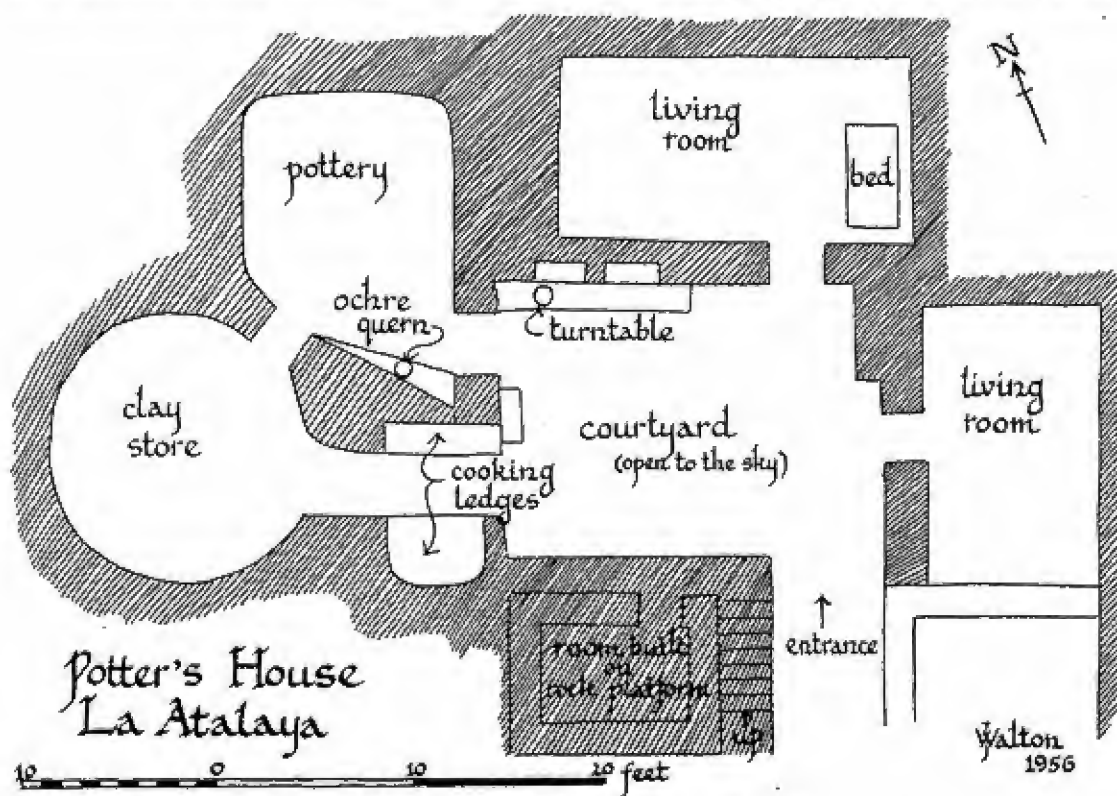 N
living
room
pottery
bed
ochre
quern
turntable
clay
store
living
room
courtyard
(open to the sky)
cooking
ledges
entrance
room built
on
rock platform
up
Potter's House
La Atalaya
Walton
1956
10 0 10 20 feet